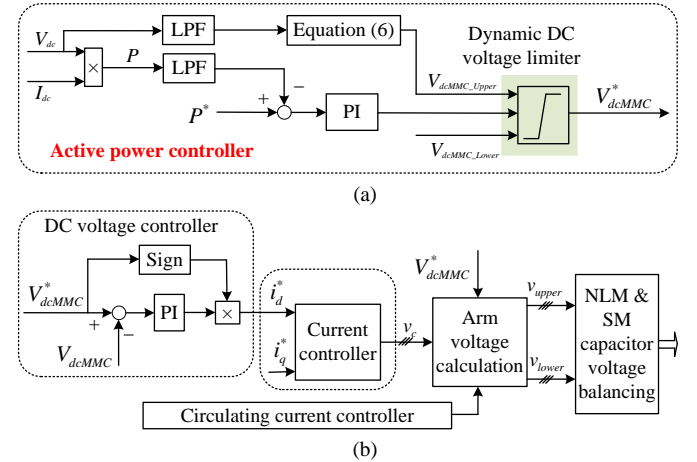 V_dc
LPF
Equation (6)
Dynamic DC
voltage limiter
×
P
LPF
I_dc
V_dcMMC_Upper
V*_dcMMC
P*
+
−
PI
V_dcMMC_Lower
Active power controller
(a)
DC voltage controller
Sign
V*_dcMMC
V*_dcMMC
+
−
PI
×
V_dcMMC
i*_d
i*_q
Current
controller
v_c
Arm
voltage
calculation
v_upper
v_lower
NLM &
SM
capacitor
voltage
balancing
Circulating current controller
(b)